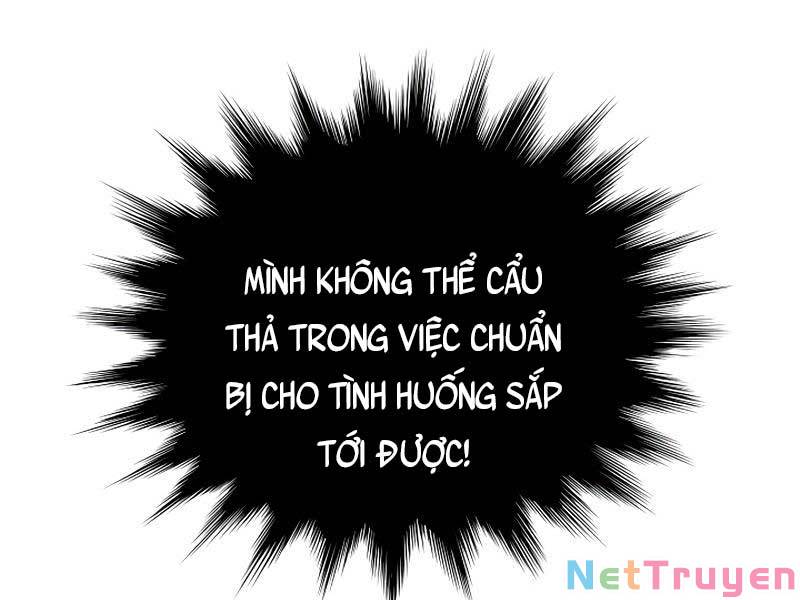 MÌNH KHÔNG THỂ CẨU
THẢ TRONG VIỆC CHUẨN
BỊ CHO TÌNH HUỐNG SẮP
TỚI ĐƯỢC!
NetTruyen